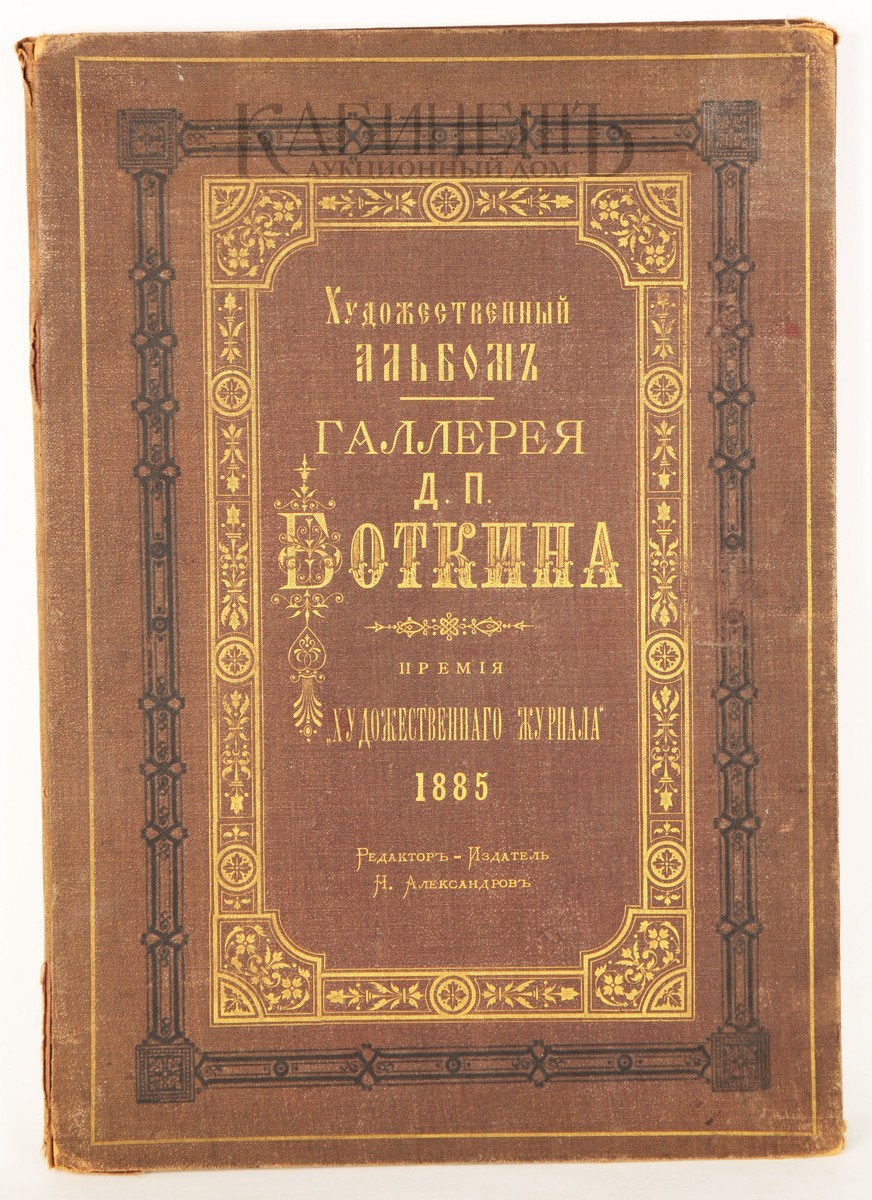 КАБИНЕТЪ
АУКЦИОННЫЙ ДОМ
Художественный
АЛЬБОМЪ
ГАЛЛЕРЕЯ
Д. П.
БОТКИНА
ПРЕМІЯ
„ХУДОЖЕСТВЕННАГО ЖУРНАЛА“
1885
Редакторъ - Издатель
Н. Александровъ